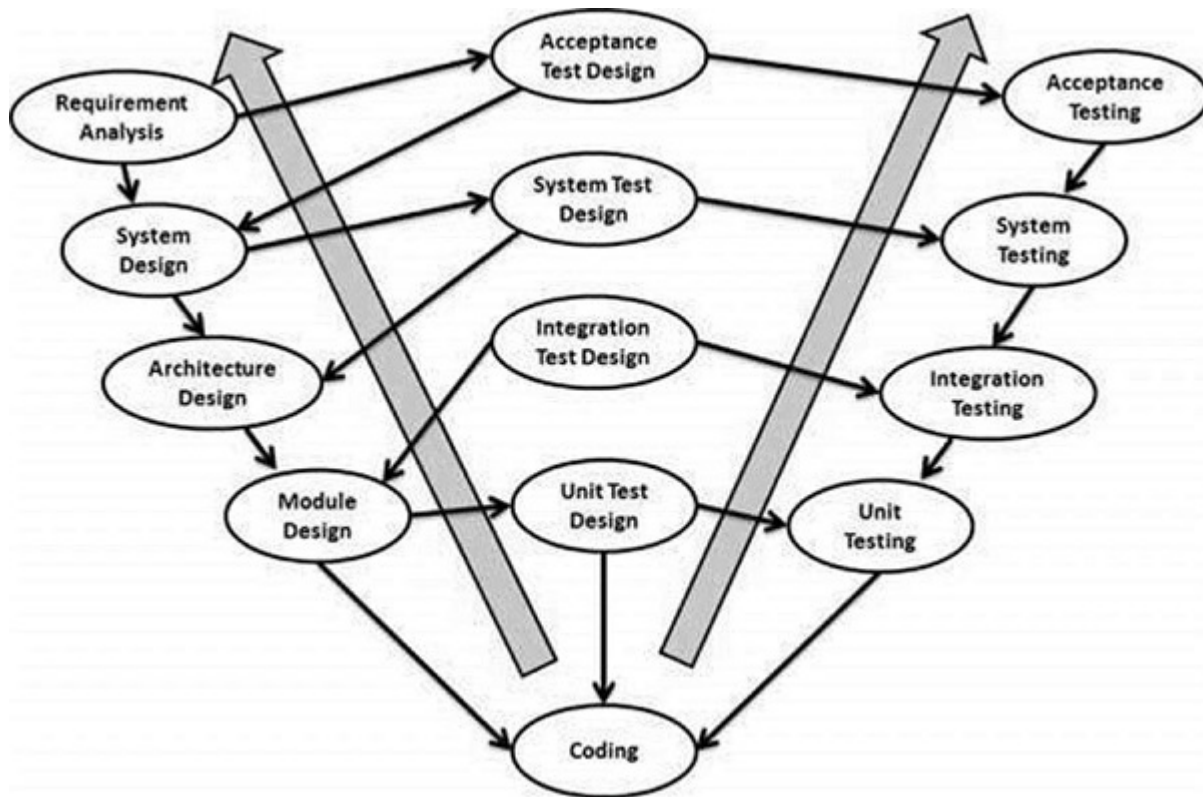 Acceptance
Test Design
Requirement
Analysis
Acceptance
Testing
System Test
Design
System
Design
System
Testing
Integration
Test Design
Architecture
Design
Integration
Testing
Module
Design
Unit Test
Design
Unit
Testing
Coding